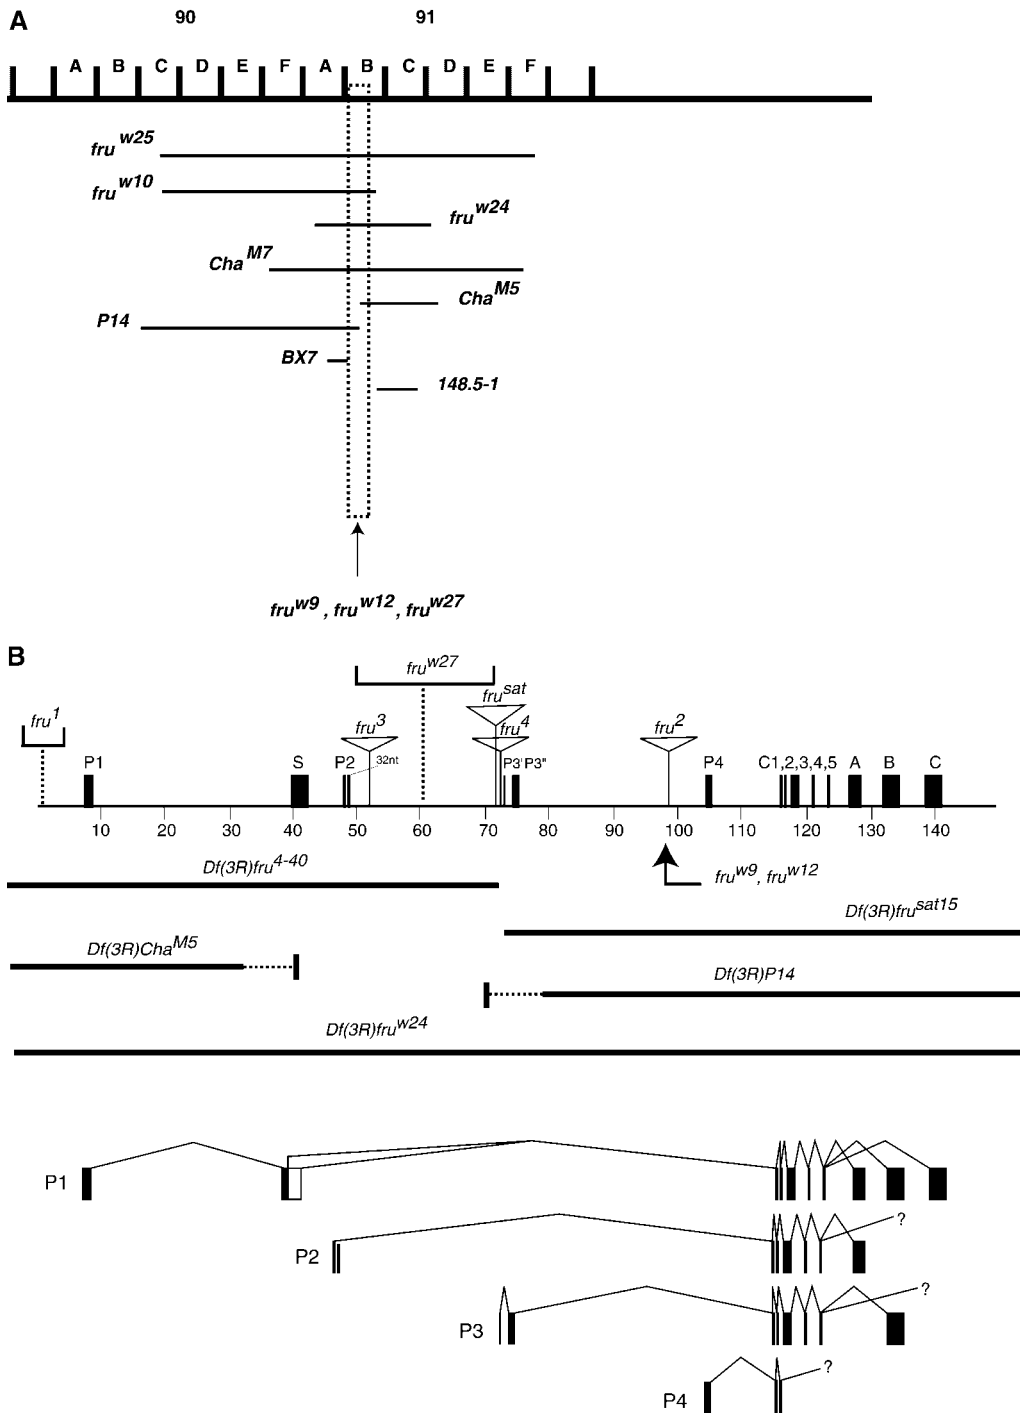 A
90 91
A B C D E F A B C D E F
fru w25
fru w10
fru w24
Cha M7
Cha M5
P14
BX7
148.5-1
fru w9 , fru w12 , fru w27
B
fru w27
fru sat
fru 1
fru 3
fru 4
fru 2
P1 S P2 32nt P3' P3" P4 C1,2,3,4,5 A B C
10 20 30 40 50 60 70 80 90 100 110 120 130 140
Df(3R)fru 4-40
fru w9, fru w12
Df(3R)fru sat15
Df(3R)Cha M5
Df(3R)P14
Df(3R)fru w24
P1
P2 ?
P3 ?
P4 ?